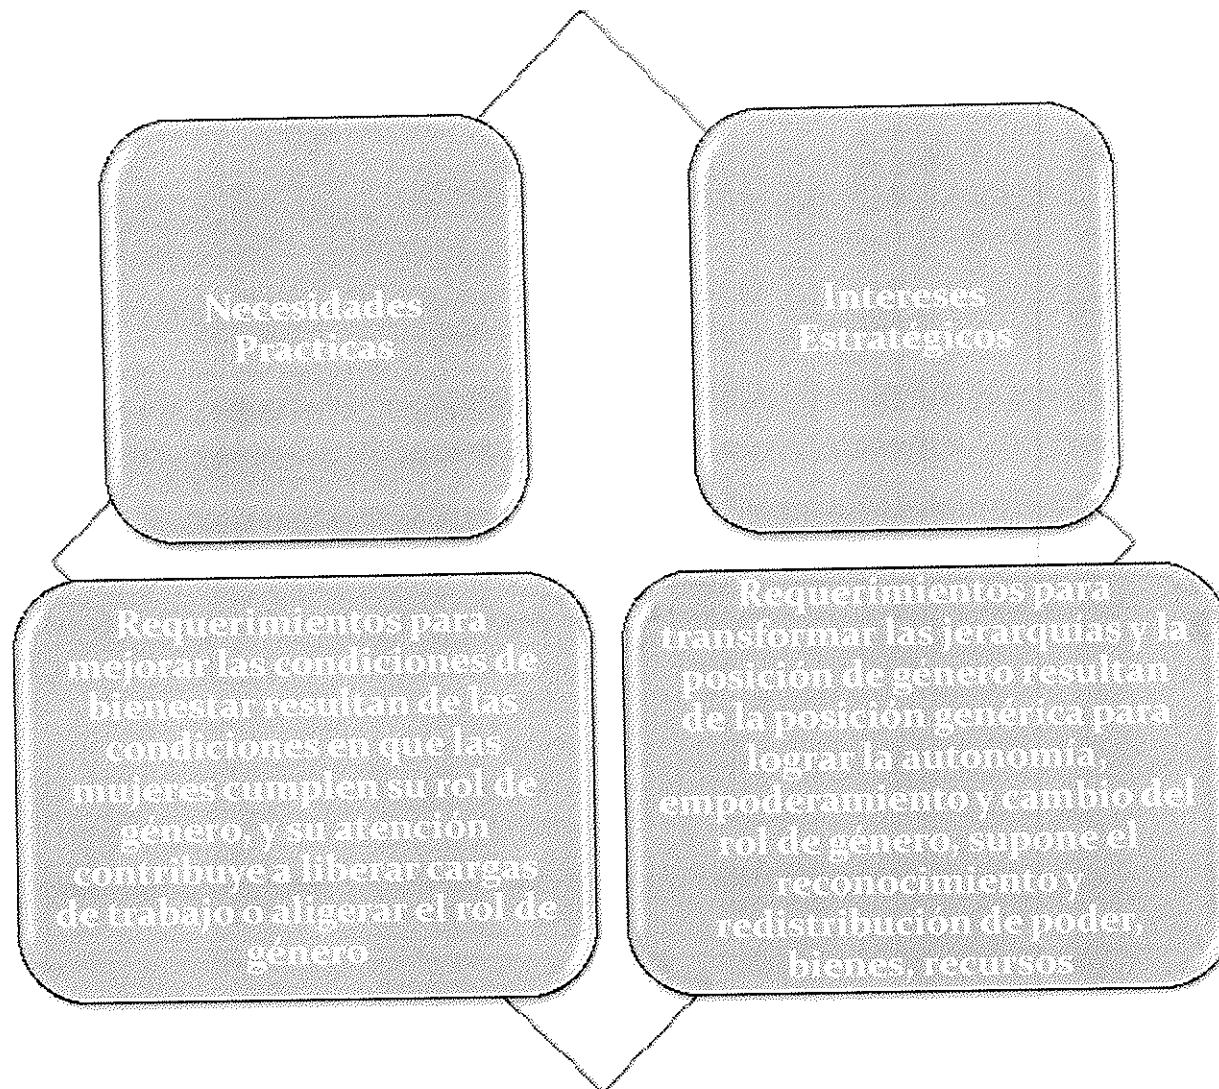 Necesidades
Practicas
Intereses
Estratégicos
Requerimientos para
mejorar las condiciones de
bienestar resultan de las
condiciones en que las
mujeres cumplen su rol de
género, y su atención
contribuye a liberar cargas
de trabajo o aligerar el rol de
género
Requerimientos para
transformar las jerarquías y la
posición de género resultan
de la posición genérica para
lograr la autonomía,
empoderamiento y cambio del
rol de género, supone el
reconocimiento y
redistribución de poder,
bienes, recursos